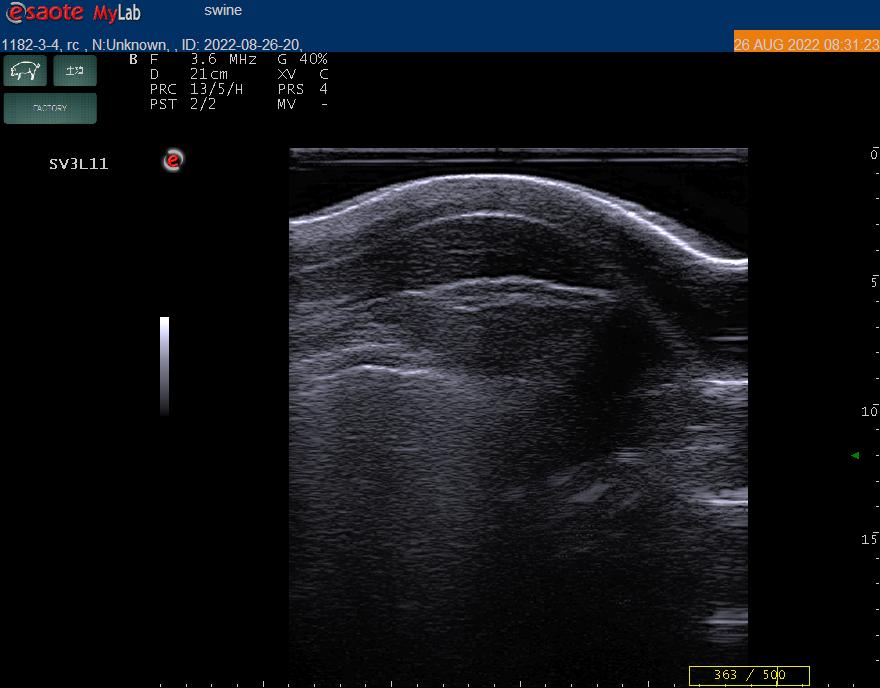 esaote MyLab
swine
1182-3-4, rc , N:Unknown, , ID: 2022-08-26-20,
26 AUG 2022 08:31:23
B F 3.6 MHz G 40%
D 21cm XV C
PRC 13/5/H PRS 4
PST 2/2 MV -
FACTORY
SV3L11
e
0
5
10
15
363 / 500